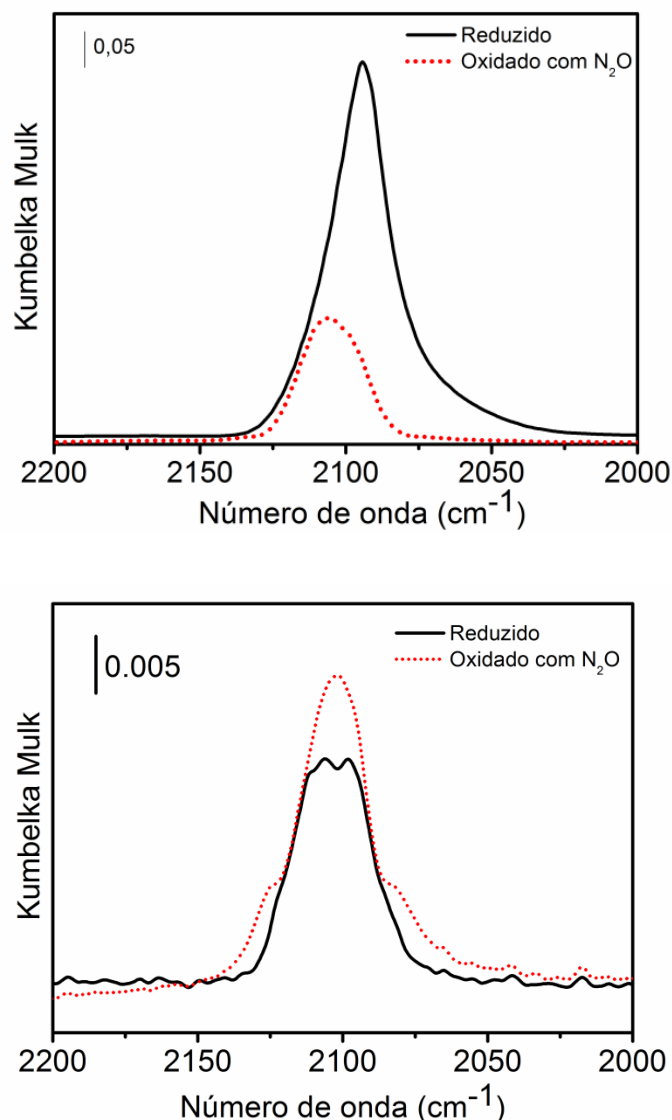 0,05
Reduzido
Oxidado com N₂O
Kumbelka Mulk
2200 2150 2100 2050 2000
Número de onda (cm⁻¹)
0.005
Reduzido
Oxidado com N₂O
Kumbelka Mulk
2200 2150 2100 2050 2000
Número de onda (cm⁻¹)